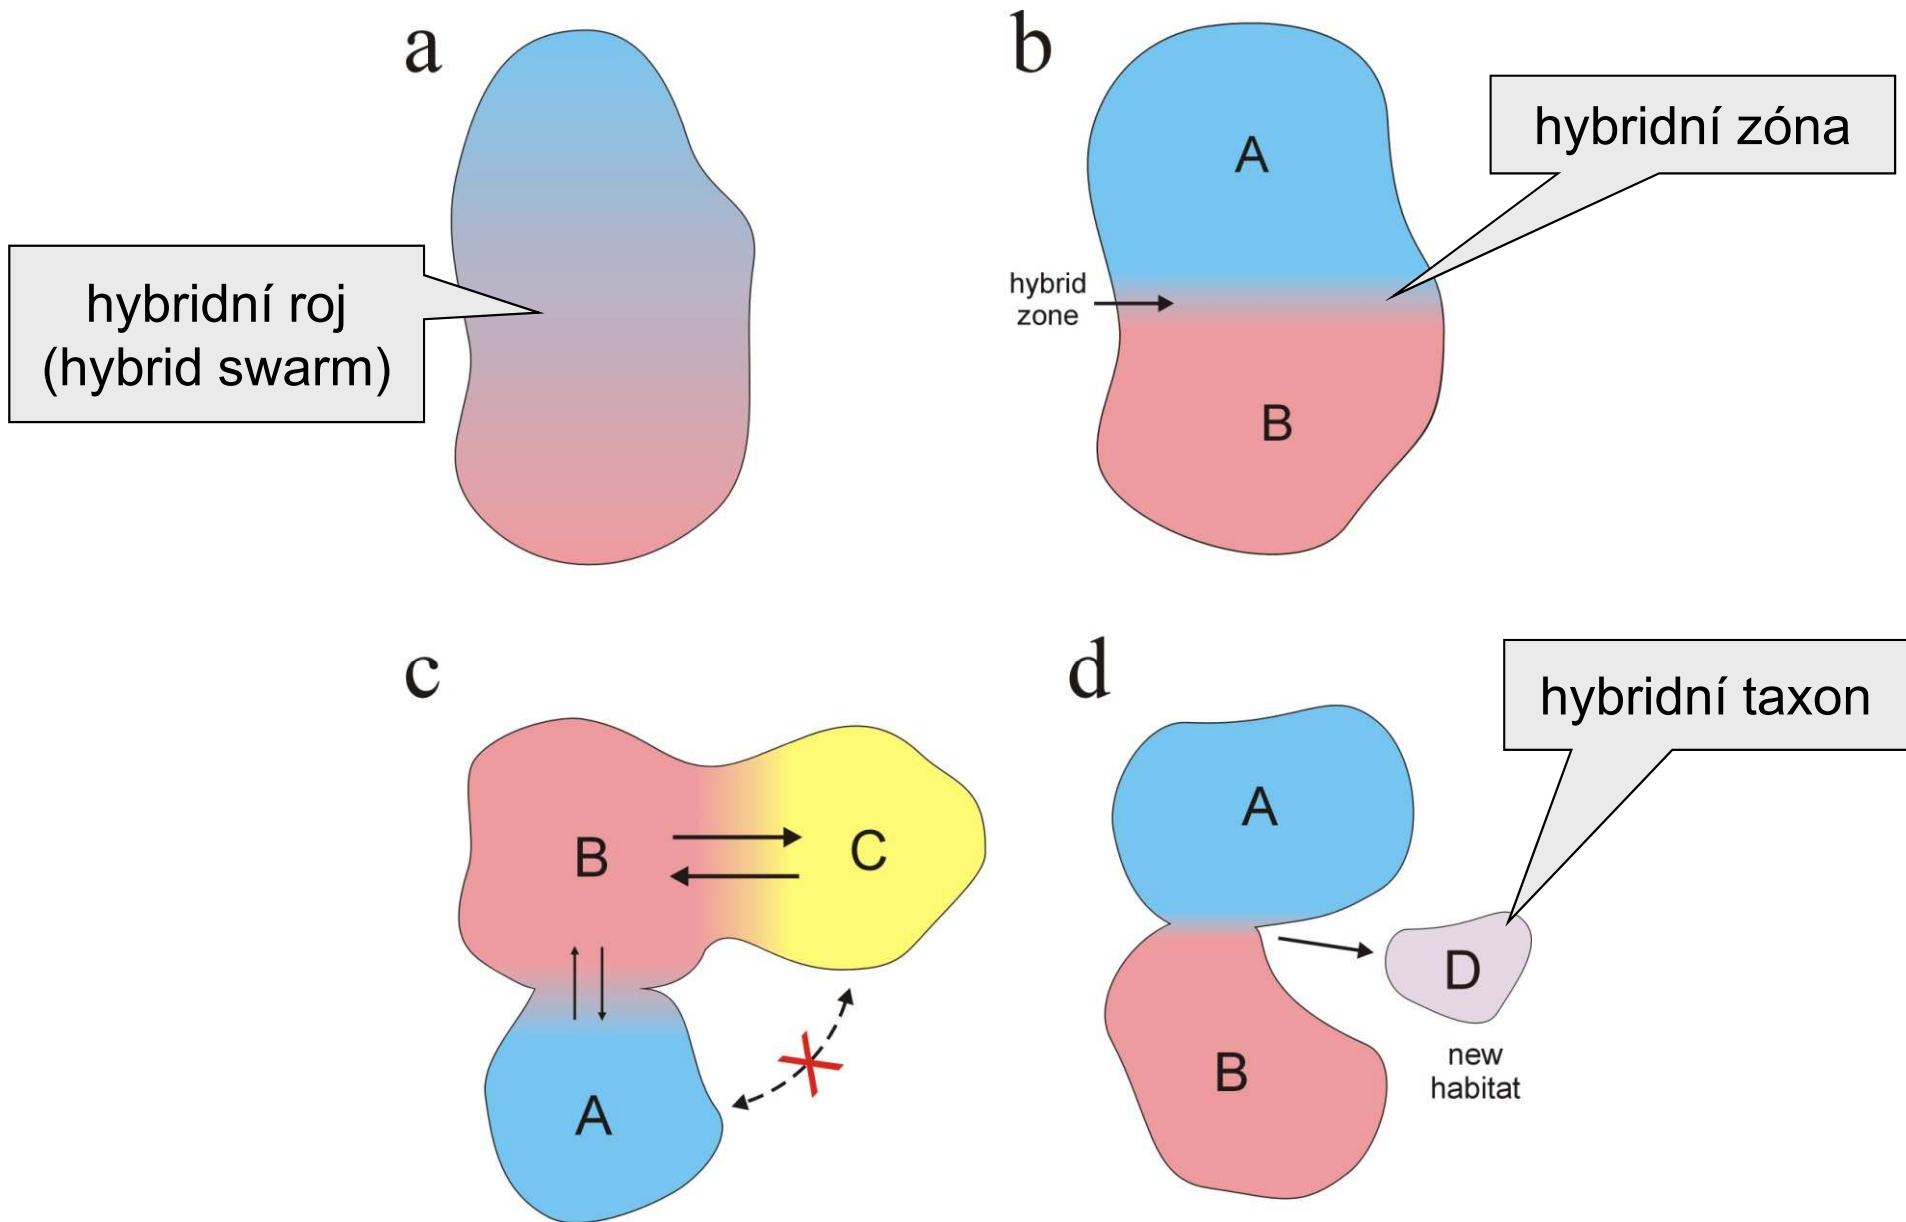 a
hybridní roj
(hybrid swarm)
b
A
hybridní zóna
hybrid
zone
B
c
B
C
A
d
hybridní taxon
A
D
B
new
habitat